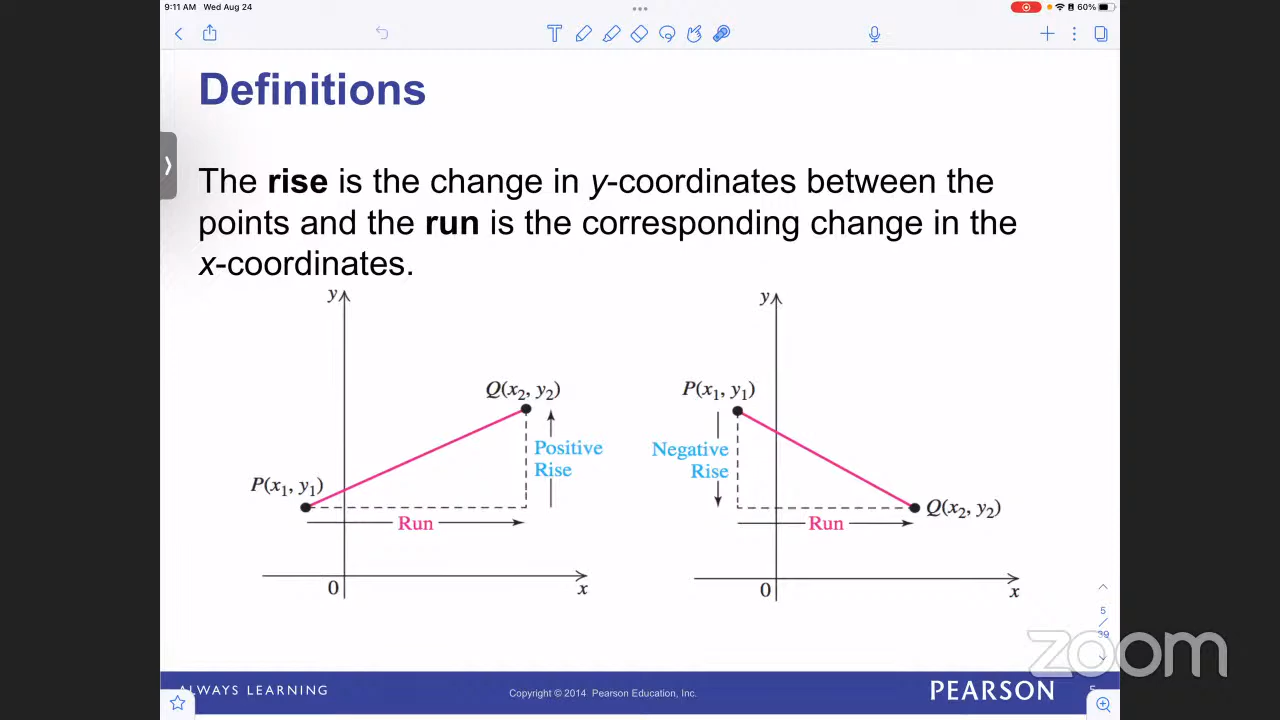 9:11 AM Wed Aug 24
60%
Definitions
The rise is the change in y-coordinates between the
points and the run is the corresponding change in the
x-coordinates.
y
Q(x₂, y₂)
Positive
Rise
P(x₁, y₁)
Run
0
x
y
P(x₁, y₁)
Negative
Rise
Q(x₂, y₂)
Run
0
x
5
/
39
zoom
ALWAYS LEARNING
Copyright © 2014 Pearson Education, Inc.
PEARSON